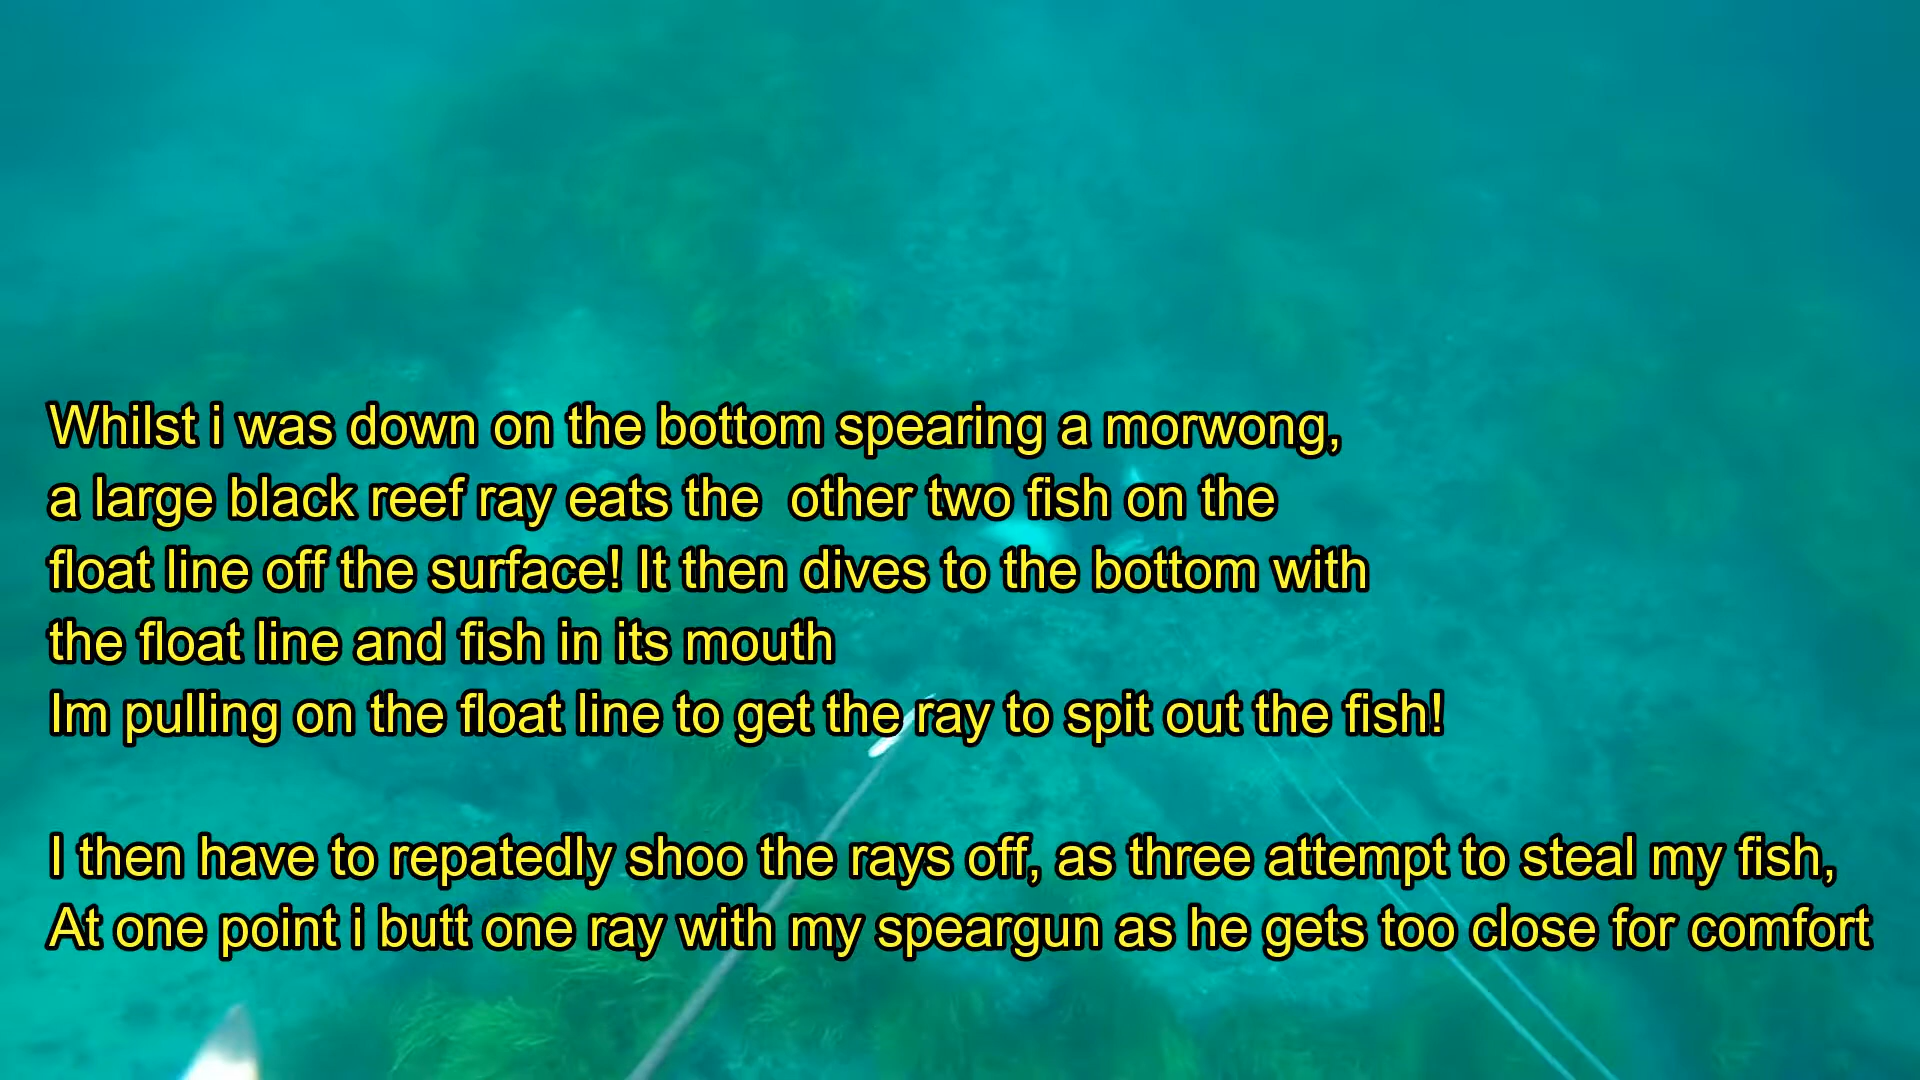 Whilst i was down on the bottom spearing a morwong,
a large black reef ray eats the  other two fish on the
float line off the surface! It then dives to the bottom with
the float line and fish in its mouth
Im pulling on the float line to get the ray to spit out the fish!
I then have to repatedly shoo the rays off, as three attempt to steal my fish,
At one point i butt one ray with my speargun as he gets too close for comfort